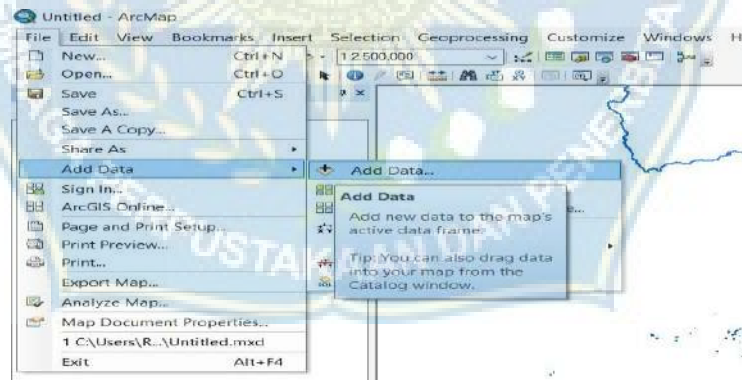 Untitled - ArcMap
File Edit View Bookmarks Insert Selection Geoprocessing Customize Windows H
New... Ctrl+N
1:2,500,000
Open... Ctrl+O
Save Ctrl+S
Save As...
Save A Copy...
Share As
Add Data
Add Data...
Sign In...
ArcGIS Online...
Page and Print Setup...
Print Preview...
Print...
Export Map...
Analyze Map...
Map Document Properties...
1 C:\Users\R...\Untitled.mxd
Exit Alt+F4
Add Data
Add new data to the map's
active data frame.
Tip: You can also drag data
into your map from the
Catalog window.
DAN